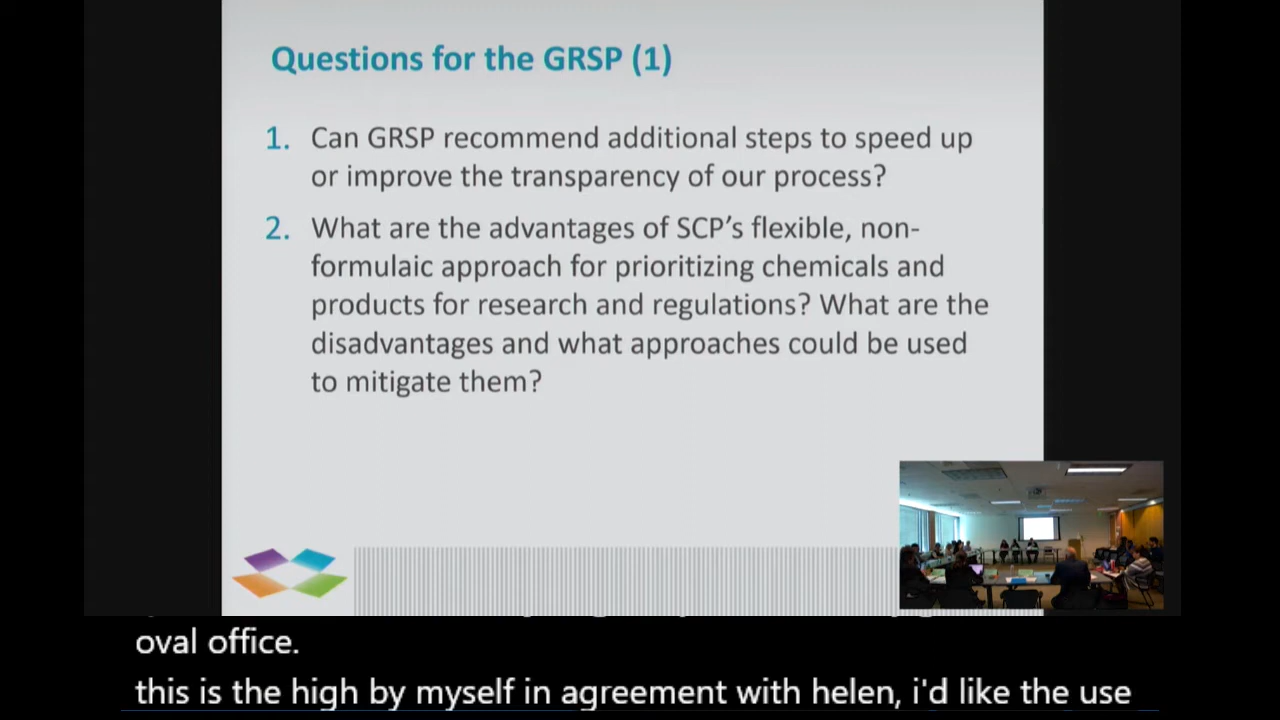 Questions for the GRSP (1)
1. Can GRSP recommend additional steps to speed up
or improve the transparency of our process?
2. What are the advantages of SCP’s flexible, non-
formulaic approach for prioritizing chemicals and
products for research and regulations? What are the
disadvantages and what approaches could be used
to mitigate them?
oval office.
this is the high by myself in agreement with helen, i'd like the use